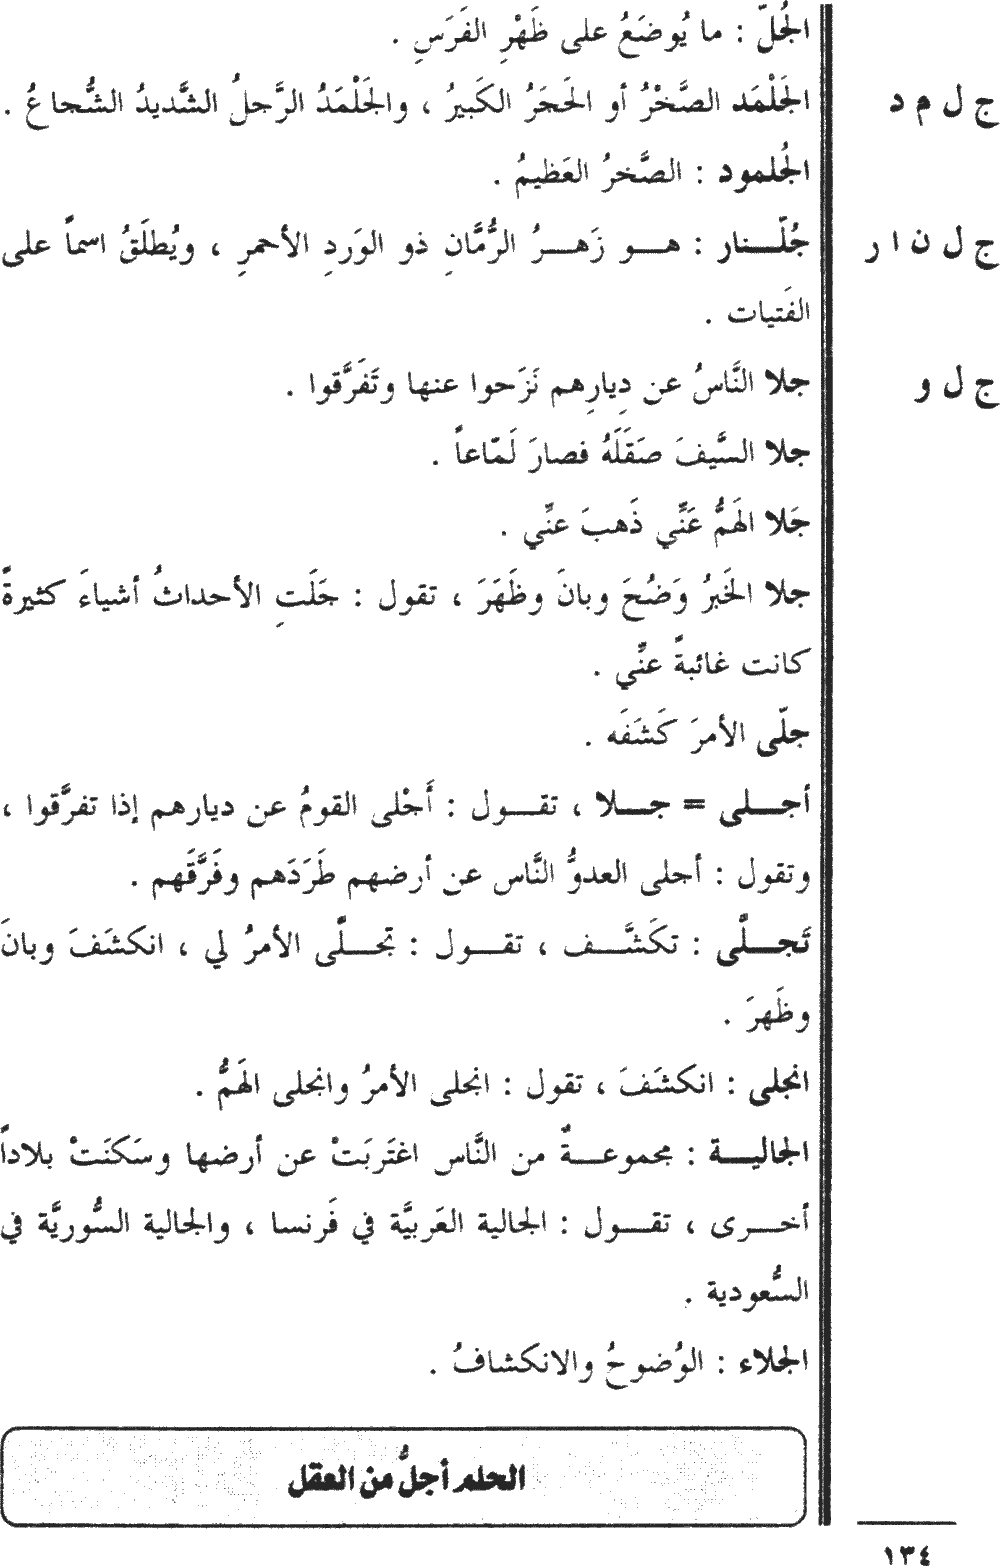 الجُلّ : ما يُوضَعُ على ظَهْرِ الفَرَسِ .
ج ل م د الجَلْمَد الصَّخْرُ أو الحَجَرُ الكَبيرُ ، والجَلْمَدُ الرَّجلُ الشَّديدُ الشُّجاعُ .
الجُلمود : الصَّخرُ العَظيمُ .
ج ل ن ا ر جُلّنار : هو زَهرُ الرُّمَّانِ ذو الوَردِ الأحمرِ ، ويُطلَقُ اسماً على
الفَتيات .
ج ل و جلا النَّاسُ عن دِيارِهم نَزَحوا عنها وتَفَرَّقوا .
جلا السَّيفَ صَقَلَهُ فصارَ لَمّاعاً .
جَلا الهَمُّ عَنِّي ذَهبَ عنِّي .
جلا الخَبرُ وَضُحَ وبانَ وظَهَرَ ، تقول : جَلَتِ الأحداثُ أشياءَ كثيرةً
كانت غائبةً عنِّي .
جلّى الأمرَ كَشَفَه .
أجلى = جلا ، تقول : أَجْلى القومُ عن ديارهم إذا تفرَّقوا ،
وتقول : أجلى العدوُّ النَّاس عن أرضهم طَرَدَهم وفَرَّقَهم .
تَجلَّى : تكَشَّف ، تقول : تجلَّى الأمرُ لي ، انكشَفَ وبانَ
وظَهرَ .
انجلى : انكشَفَ ، تقول : انجلى الأمرُ وانجلى الهَمُّ .
الجالية : مجموعةٌ من النَّاس اغتَربَتْ عن أرضها وسَكنَتْ بلاداً
أخرى ، تقول : الجالية العَربيَّة في فَرنسا ، والجالية السُّوريَّة في
السُّعودية .
الجلاء : الوُضوحُ والانكشافُ .
الحلم أجلُّ من العقل
١٣٤